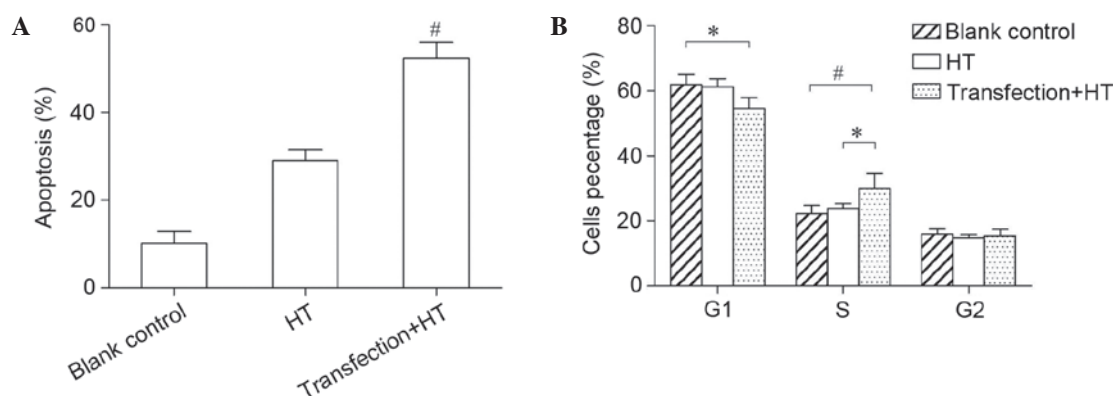 A
Apoptosis (%)
60
40
20
0
#
Blank control
HT
Transfection+HT
B
Cells pecentage (%)
80
60
40
20
0
*
#
*
Blank control
HT
Transfection+HT
G1
S
G2